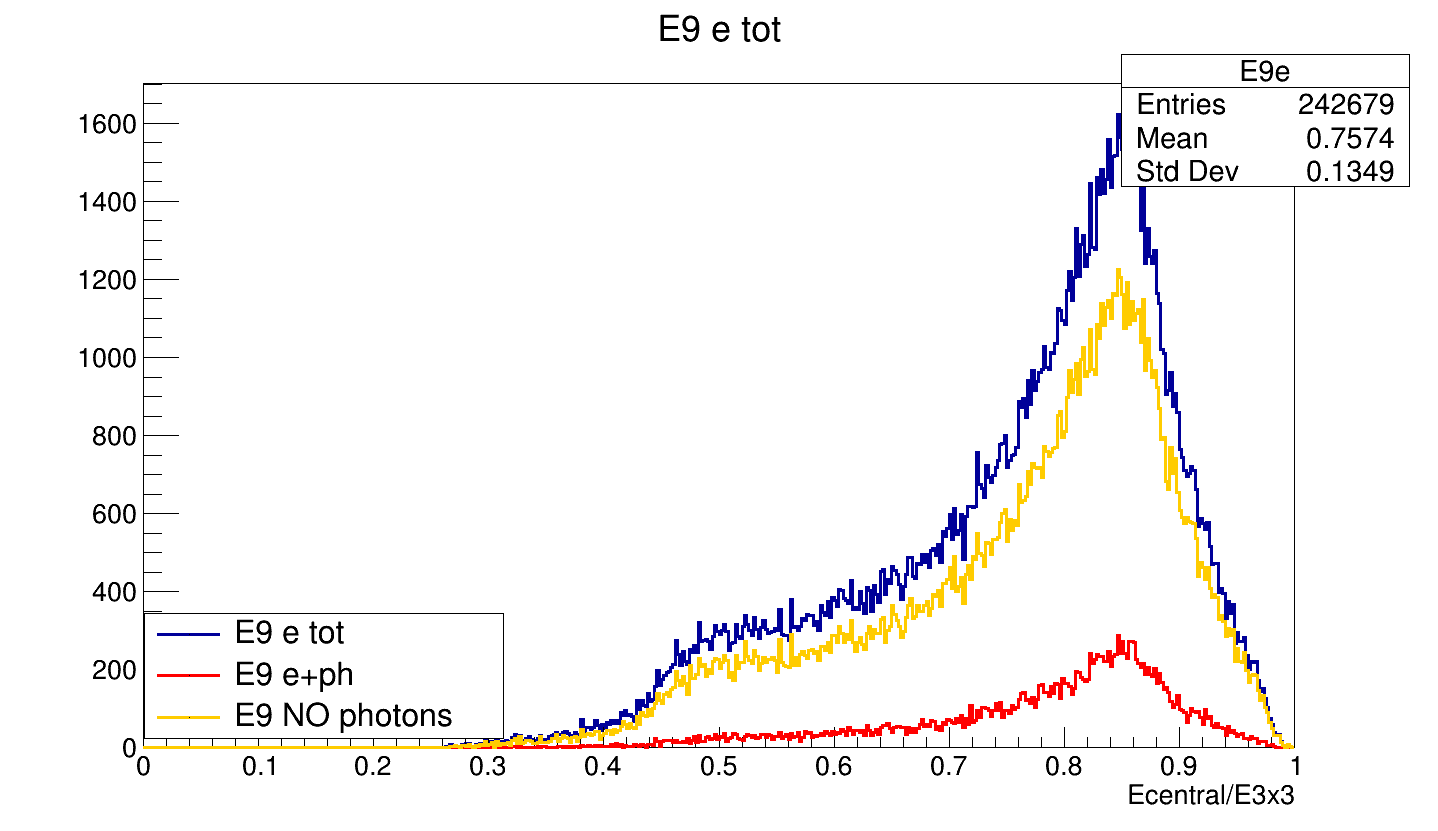 E9 e tot
E9e
Entries 242679
Mean 0.7574
Std Dev 0.1349
1600
1400
1200
1000
800
600
400
200
0
E9 e tot
E9 e+ph
E9 NO photons
0 0.1 0.2 0.3 0.4 0.5 0.6 0.7 0.8 0.9 1
Ecentral/E3x3